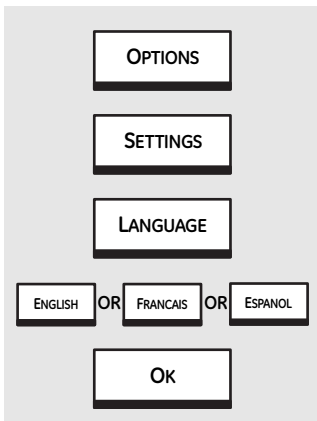 OPTIONS
SETTINGS
LANGUAGE
ENGLISH OR FRANCAIS OR ESPANOL
OK